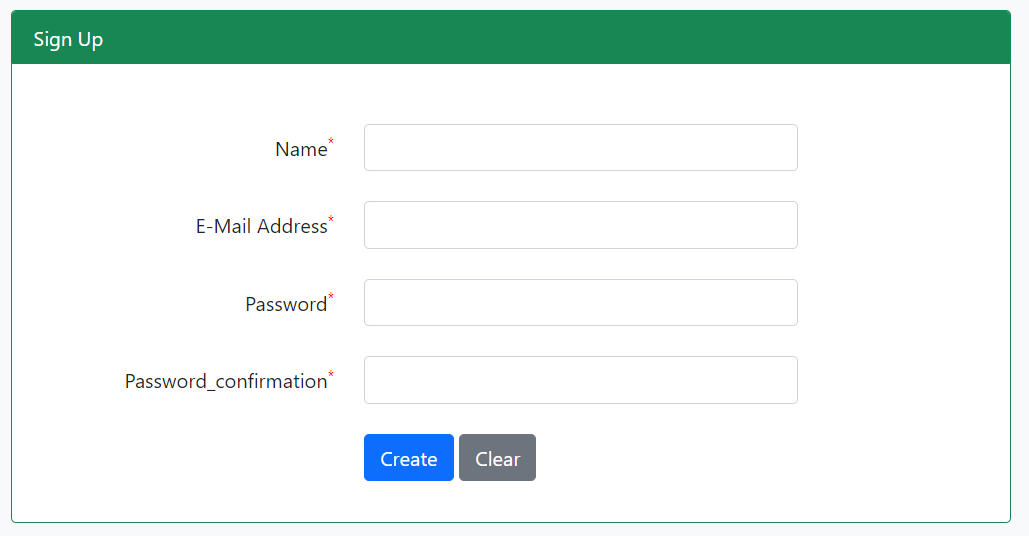 Sign Up
Name*
E-Mail Address*
Password*
Password_confirmation*
Create Clear